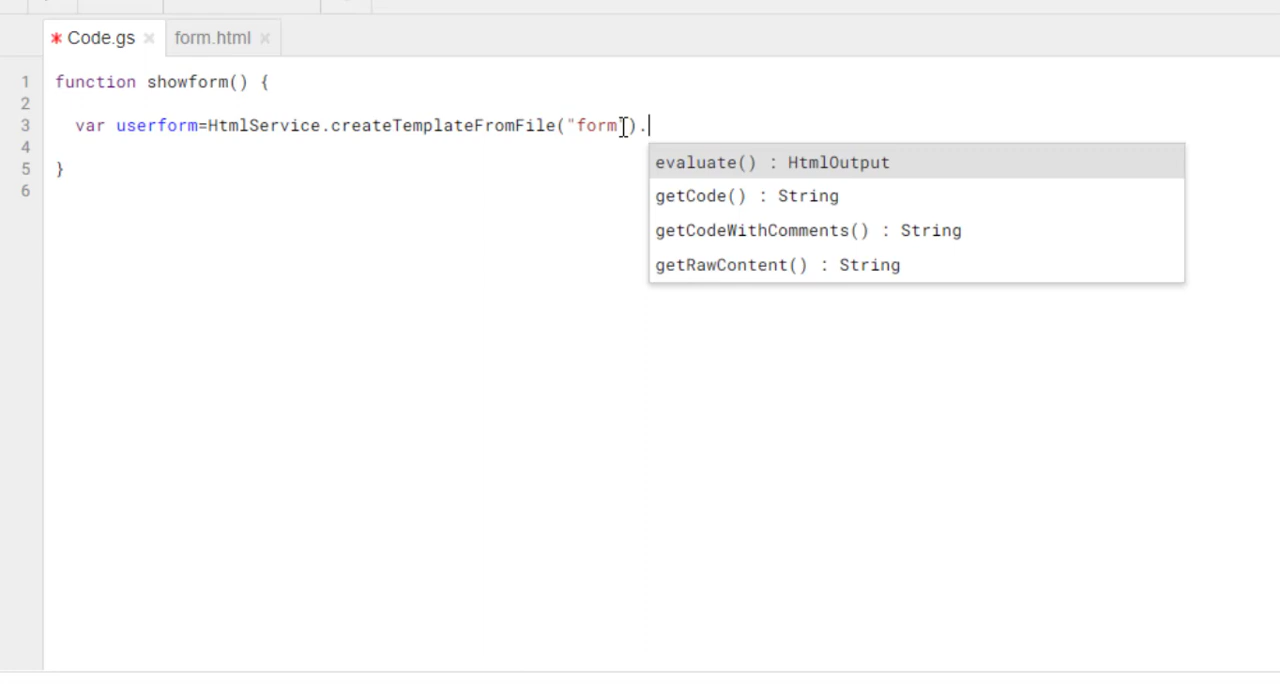 * Code.gs × form.html ×
1 function showform() {
2
3 var userform=HtmlService.createTemplateFromFile("form").
4
5 }
6
evaluate() : HtmlOutput
getCode() : String
getCodeWithComments() : String
getRawContent() : String